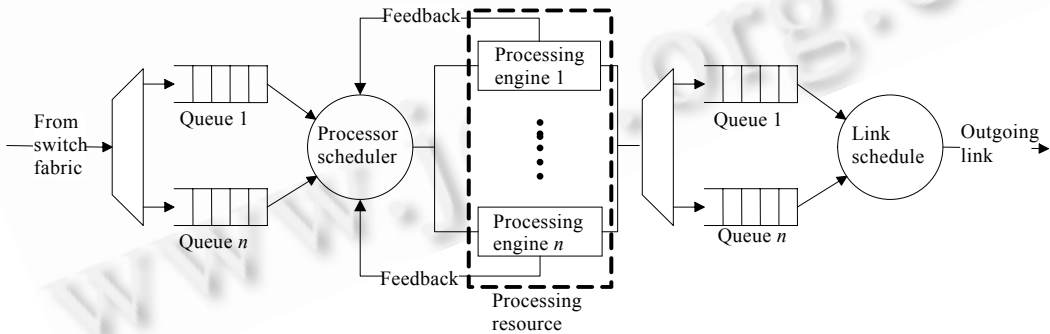 Feedback
Processing
engine 1
From
switch
fabric
Queue 1
Processor
scheduler
Queue 1
Link
schedule
Outgoing
link
Queue n
Processing
engine n
Queue n
Feedback
Processing
resource